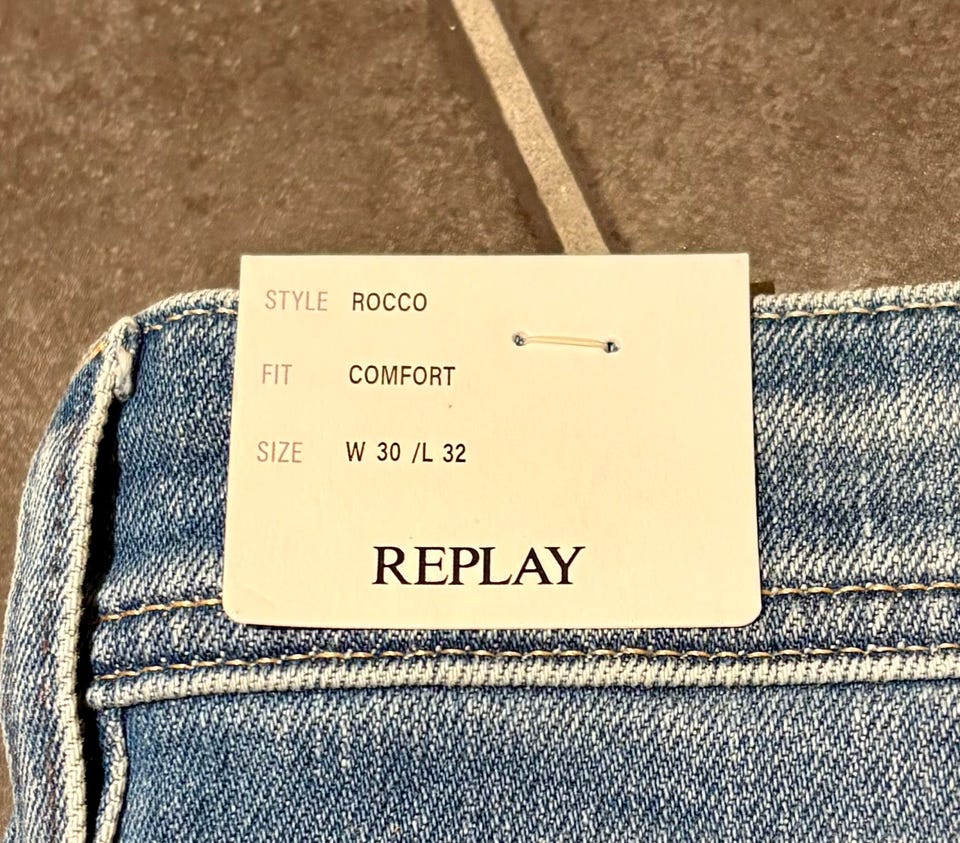 STYLE ROCCO
FIT COMFORT
SIZE W 30 /L 32
REPLAY